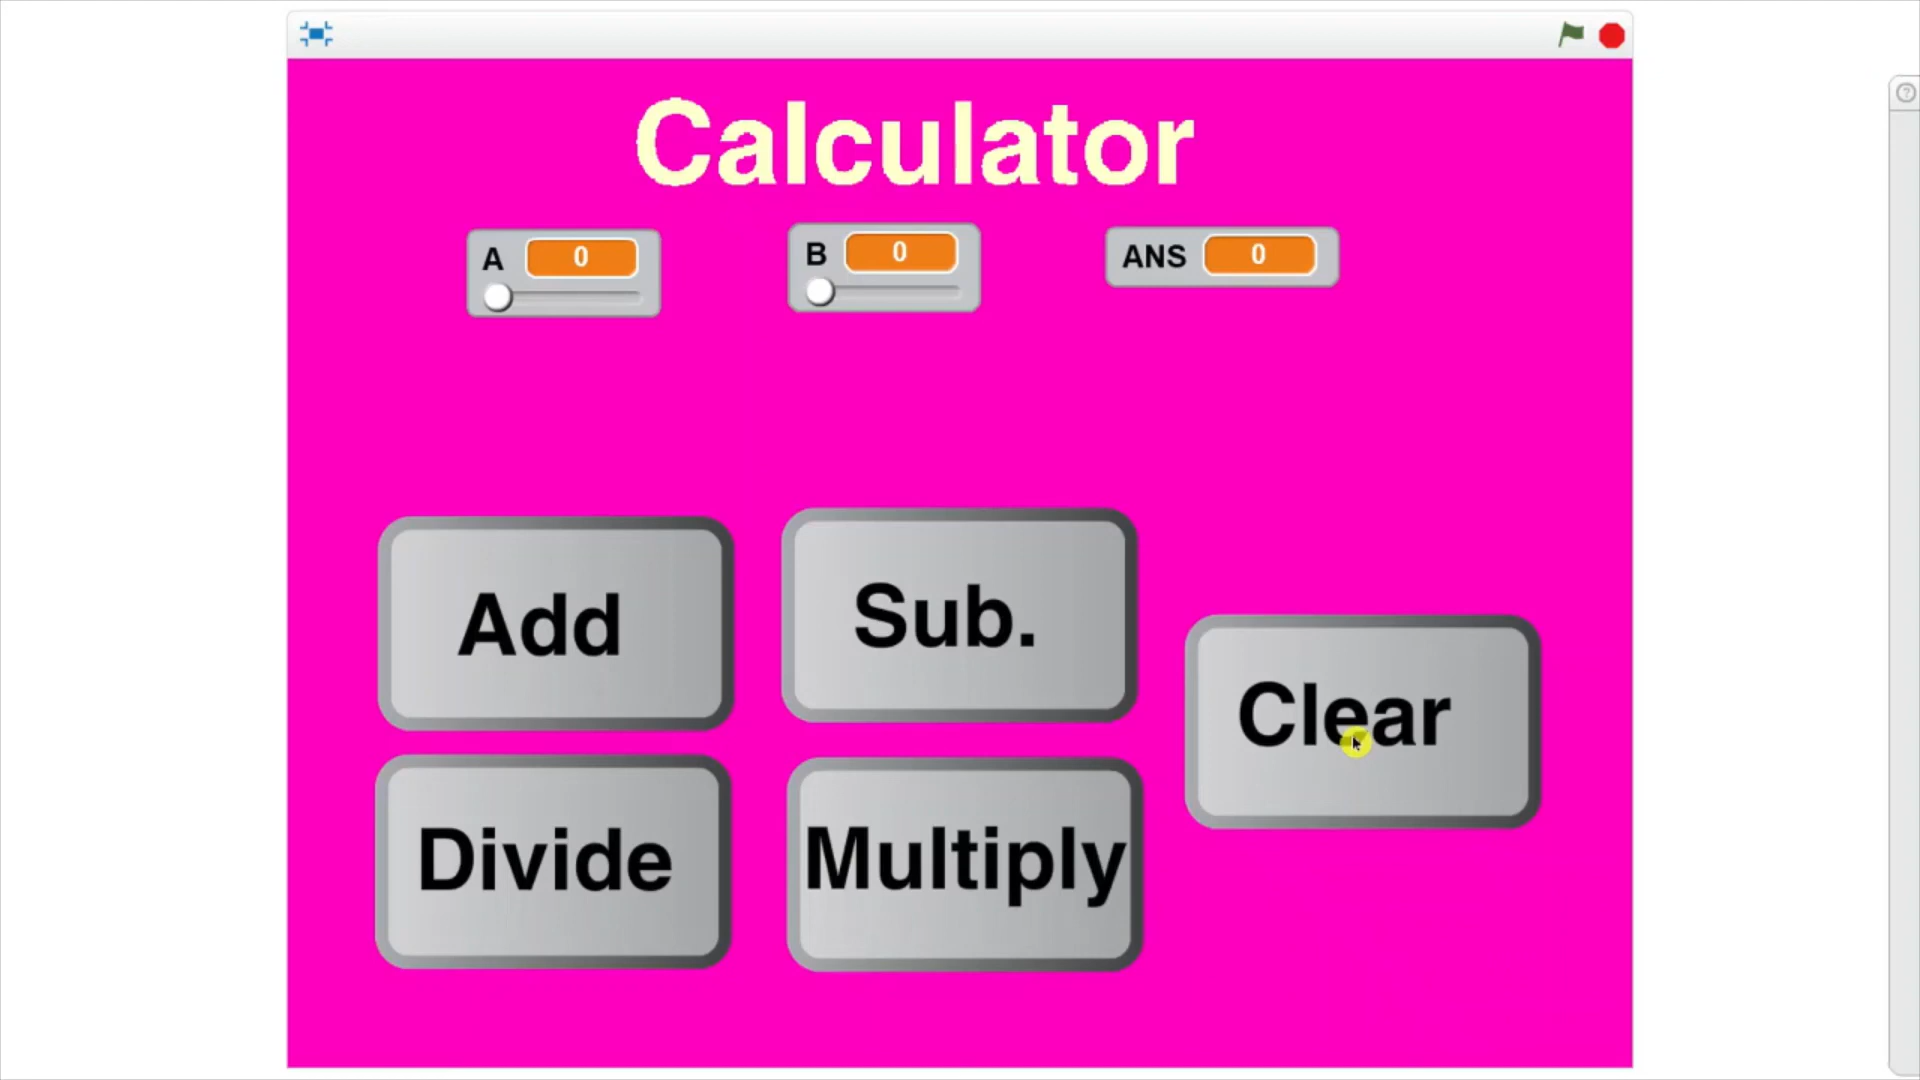 Calculator
A 0
B 0
ANS 0
Add
Sub.
Clear
Divide
Multiply
?